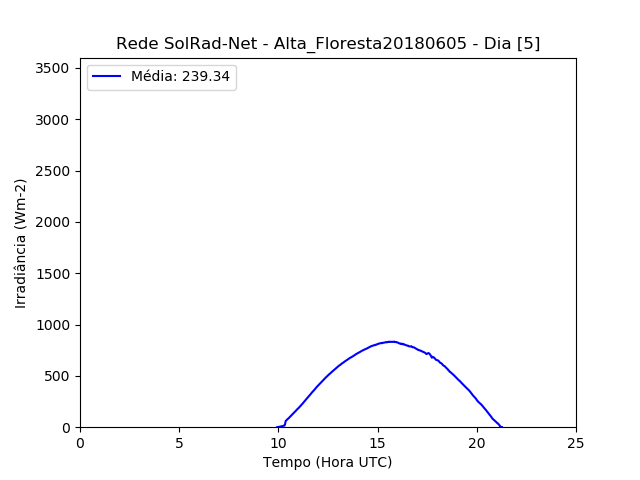 Rede SolRad-Net - Alta_Floresta20180605 - Dia [5]
Média: 239.34
3500
3000
2500
2000
1500
1000
500
0
Irradiância (Wm-2)
0 5 10 15 20 25
Tempo (Hora UTC)